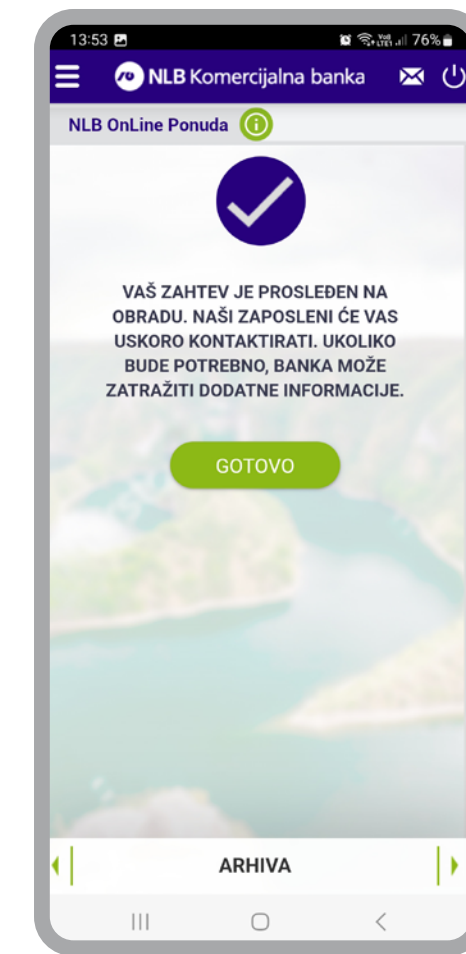 13:53 76%
NLB Komercijalna banka
NLB OnLine Ponuda
VAŠ ZAHTEV JE PROSLEĐEN NA
OBRADU. NAŠI ZAPOSLENI ĆE VAS
USKORO KONTAKTIRATI. UKOLIKO
BUDE POTREBNO, BANKA MOŽE
ZATRAŽITI DODATNE INFORMACIJE.
GOTOVO
ARHIVA